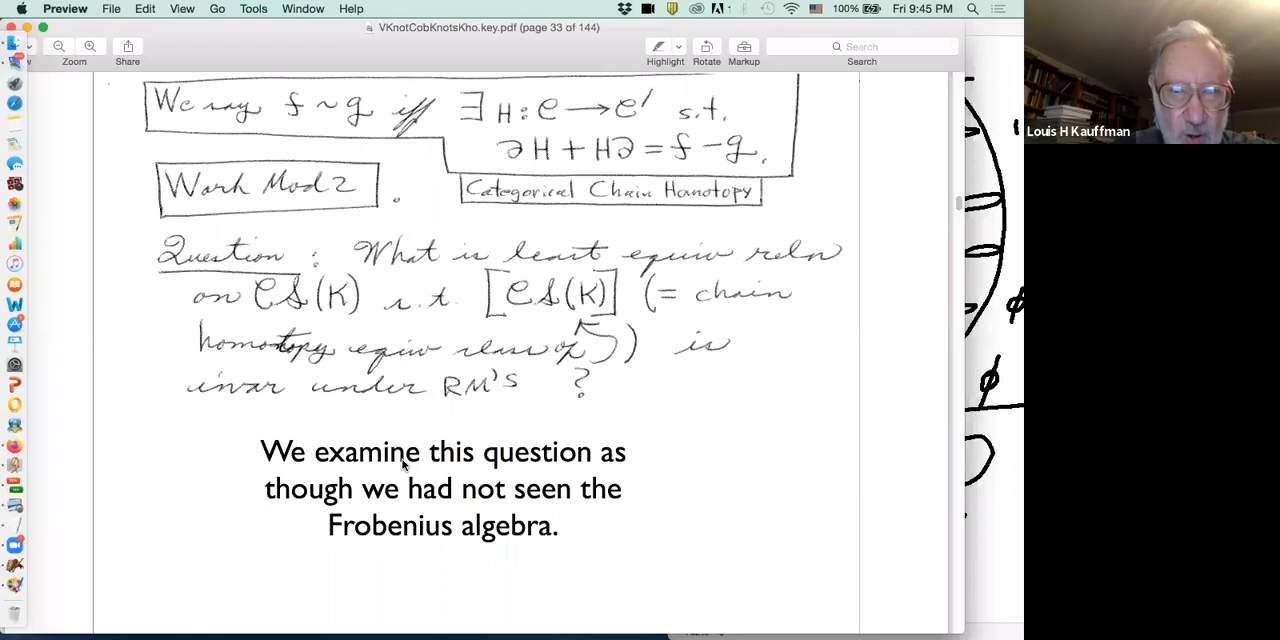 Preview File Edit View Go Tools Window Help 100% Fri 9:45 PM
VKnotCobKnotsKho.key.pdf (page 33 of 144)
Search
Zoom Share Highlight Rotate Markup Search
We say f ~ g iff ∃ H : C → C' s.t.
∂H + H∂ = f - g.
Work Mod 2 .
Categorical Chain Homotopy
Question : What is least equiv reln
on CS(K) s.t. [CS(K)] (= chain
homotopy equiv class of ) is
invar under RM's ?
We examine this question as
though we had not seen the
Frobenius algebra.
Louis H Kauffman
φ
φ